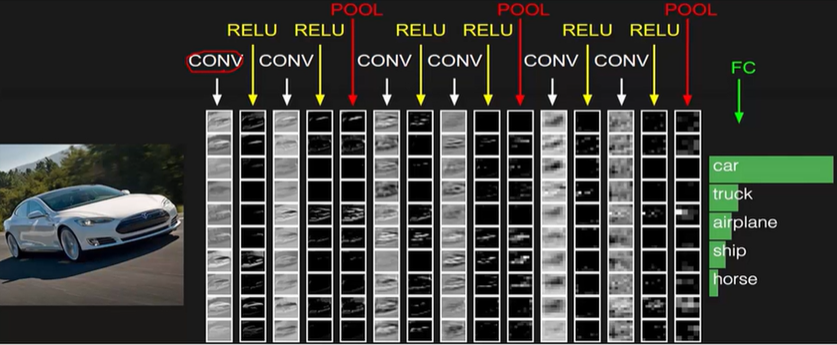 POOL POOL POOL
RELU RELU RELU RELU RELU RELU
CONV CONV CONV CONV CONV CONV
FC
car
truck
airplane
ship
horse